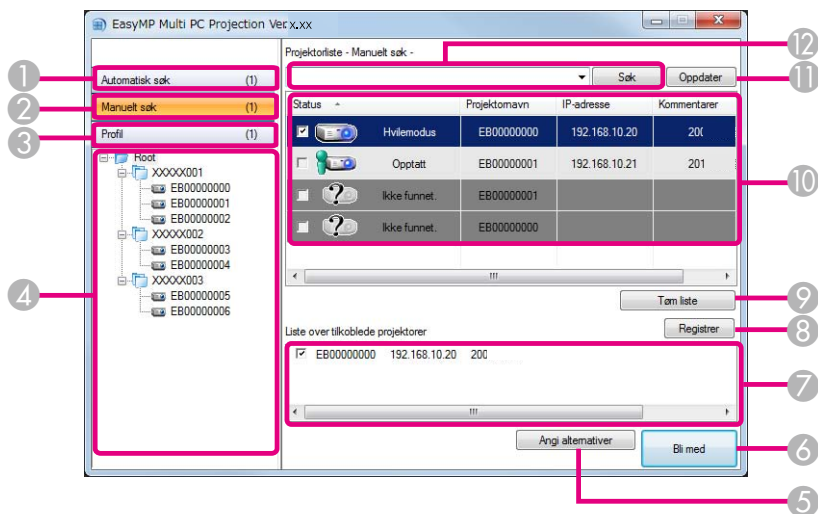 EasyMP Multi PC Projection Ver.x.xx
Projektorliste - Manuelt søk -
12
1
Automatisk søk (1)
Søk
Oppdater
11
2
Manuelt søk (1)
Status
Projektornavn
IP-adresse
Kommentarer
3
Profil (1)
Hvilemodus EB00000000 192.168.10.20 200
Opptatt EB00000001 192.168.10.21 201
Ikke funnet. EB00000001
Ikke funnet. EB00000000
10
Root
XXXXX001
EB00000000
EB00000001
EB00000002
XXXXX002
EB00000003
EB00000004
XXXXX003
EB00000005
EB00000006
4
Tøm liste
9
Liste over tilkoblede projektorer
Registrer
8
EB00000000 192.168.10.20 200
7
Angi alternativer
Bli med
6
5